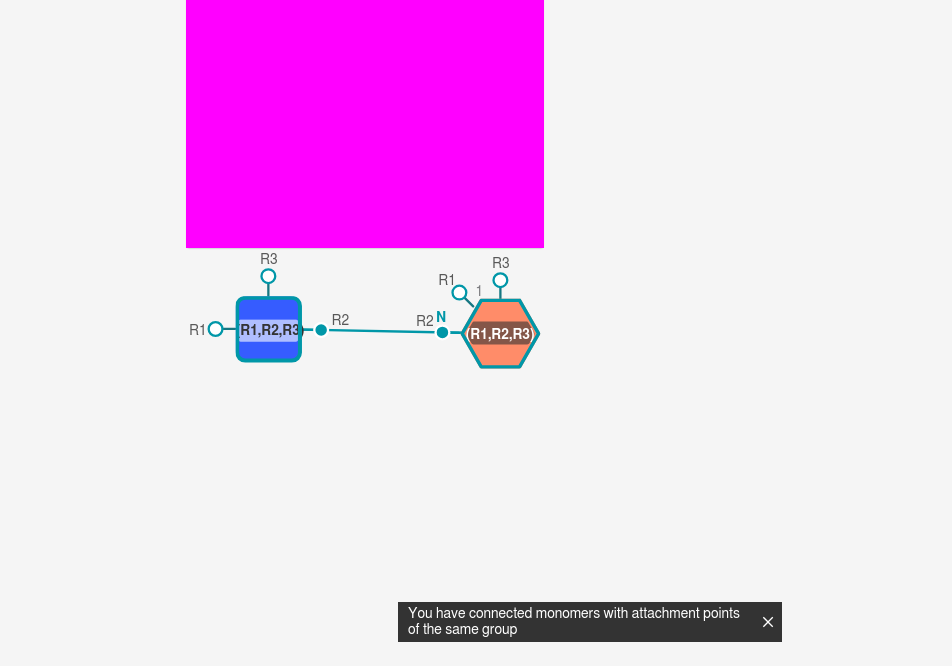 R3
R3
R1
1
R1
R1,R2,R3)
R2
R2
N
(R1,R2,R3)
You have connected monomers with attachment points
of the same group